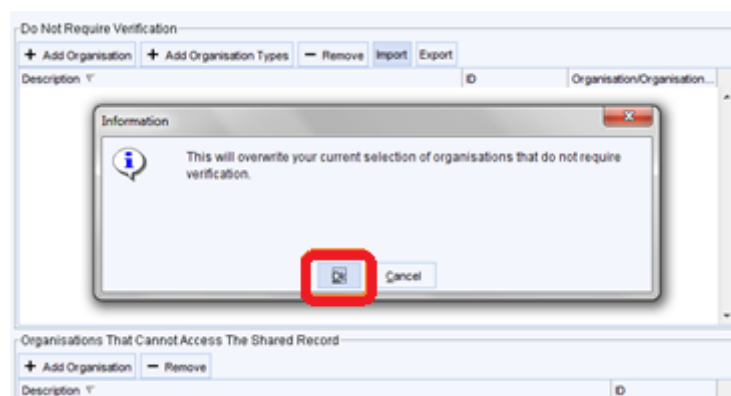 Do Not Require Verification
+ Add Organisation + Add Organisation Types − Remove Import Export
Description ID Organisation/Organisation...
Information
This will overwrite your current selection of organisations that do not require
verification.
Ok Cancel
Organisations That Cannot Access The Shared Record
+ Add Organisation − Remove
Description ID